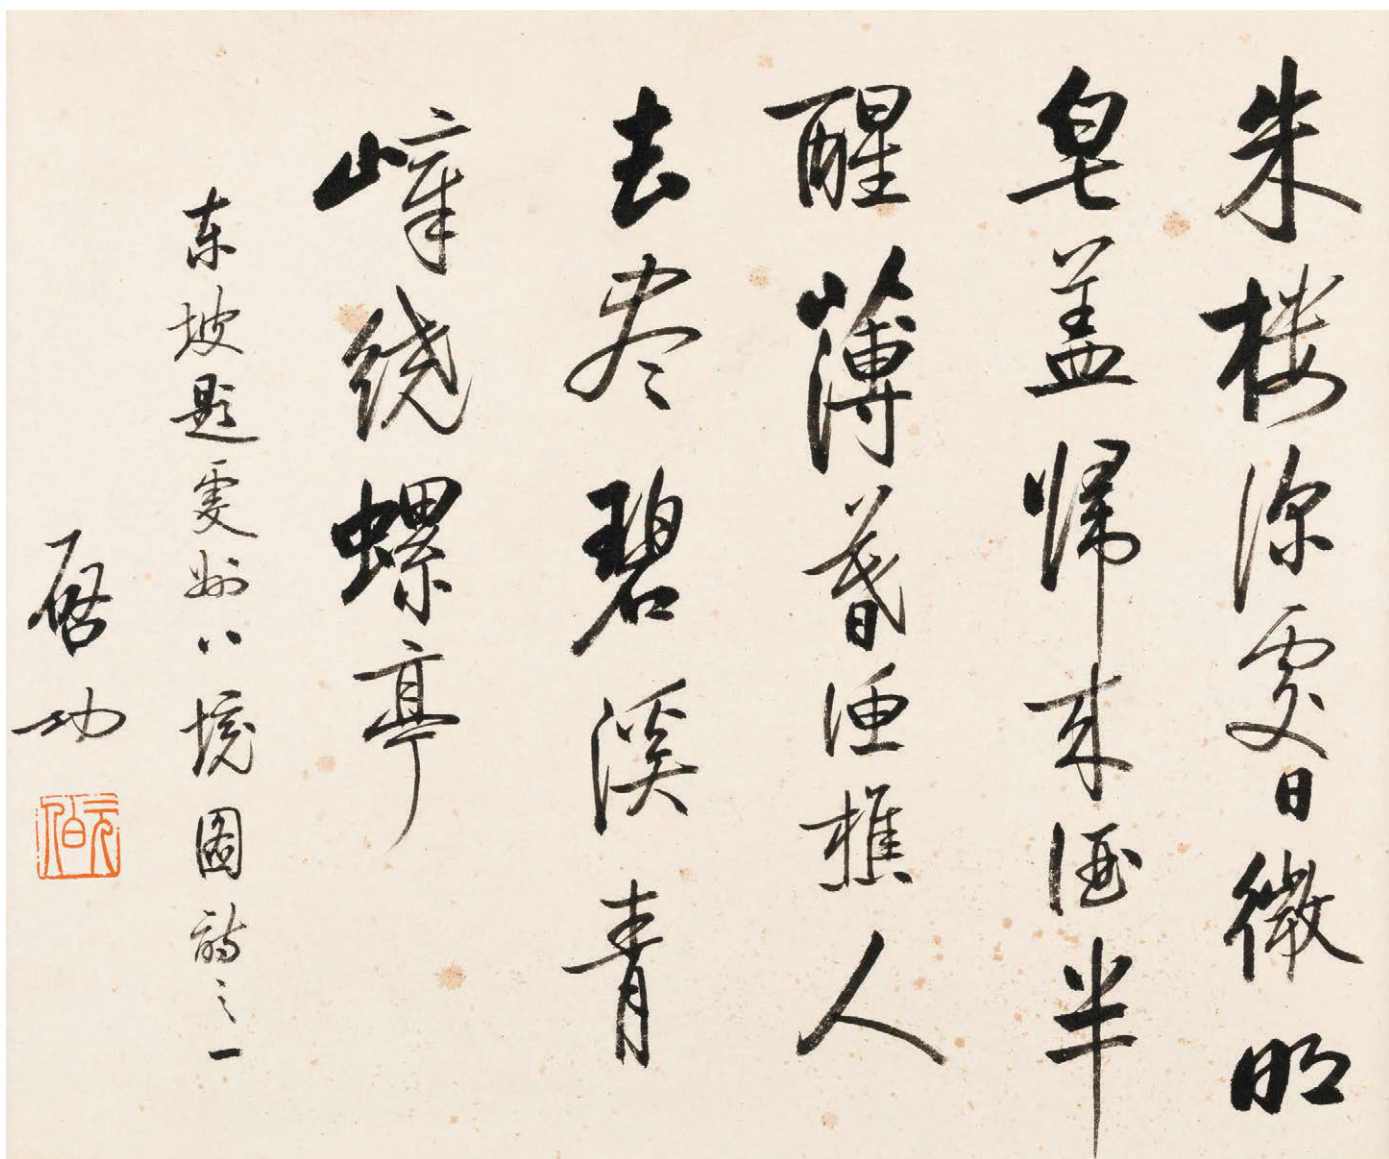 朱楼深处日微明
皂盖归来酒半
醒薄暮渔樵人
去尽碧溪青
嶂绕螺亭
东坡题虔州八境图诗之一
启功
元伯